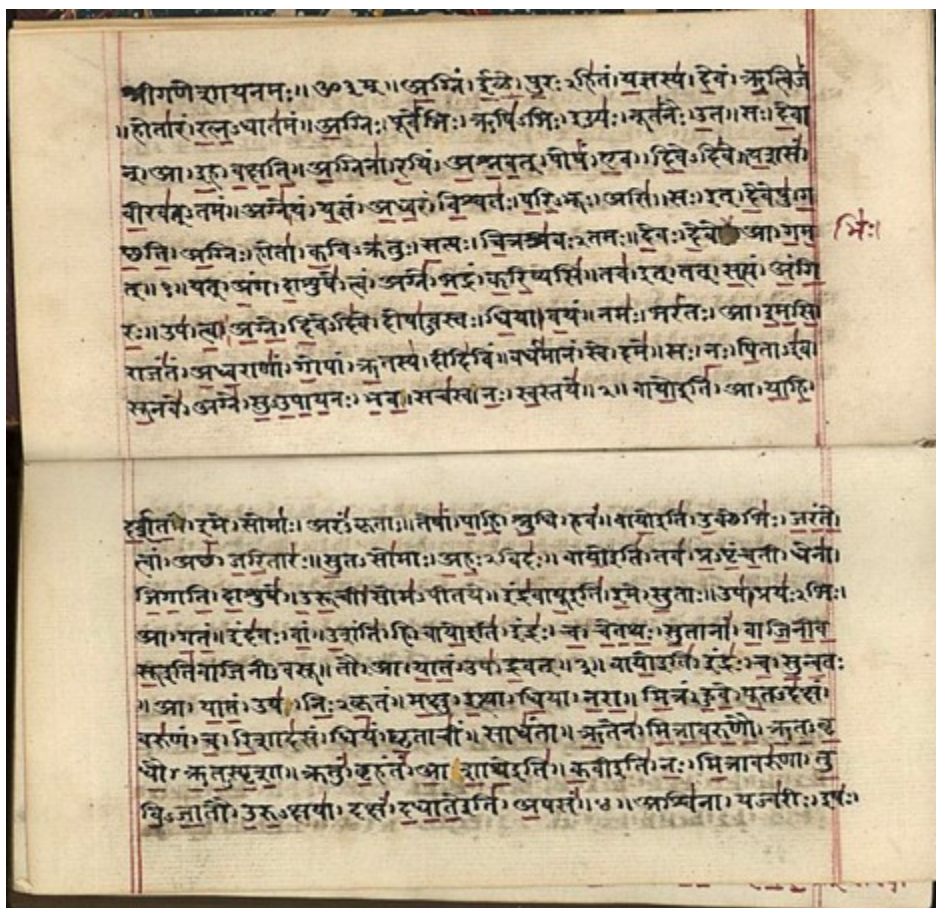 श्रीगणेशायनमः॥ॐ३म्॥अग्निं।ईळे।पुरःऽहितं।यज्ञस्य।देवं।ऋत्विजं
॥होतारं।रत्नऽधातमं॥अग्निः।पूर्वेभिः।ऋषिऽभिः।ईड्यः।नूतनैः।उत॥सः।देवा
न्।आ।इह।वक्षति॥अग्निना।रयिं।अश्नवत्।पोषं।एव।दिवेऽदिवे॥यशसं
वीरवत्ऽतमं॥अग्ने।यं।यज्ञं।अध्वरं।विश्वतः।परिऽभूः।असि॥सः।इत्।देवेषु।ग
छति॥अग्निः।होता।कविऽक्रतुः।सत्यः।चित्रश्रवःऽतमः॥देवः।देवे।आ।गम भिः।
त्॥१॥यत्।अंग।दाशुषे।त्वं।अग्ने।भद्रं।करिष्यसि॥तव।इत्।तत्।सत्यं।अंगि
रः॥उप।त्वा।अग्ने।दिवेऽदिवे।दोषाऽवस्तः।धिया।वयं॥नमः।भरंतः।आ।इमसि॥
राजंतं।अध्वराणां।गोपां।ऋतस्य।दीदिविं॥वर्धमानं।स्वे।दमे॥सः।नः।पिताऽइव।
सूनवे।अग्ने।सुऽउपायनः।भव॥सचस्व।नः।स्वस्तये॥२॥वायोइति।आ।याहि।
दर्शत।इमे।सोमाः।अरंऽकृताः॥तेषां।पाहि।श्रुधि।हवं॥वायोइति।उक्थेभिः।जरंते।
त्वां।अछ।जरितारः॥सुतऽसोमाः।अहःऽविदः॥वायोइति।तव।प्रऽपृंचती।धेना।
जिगाति।दाशुषे॥उरूची।सोमऽपीतये॥इंद्रवायूइति।इमे।सुताः॥उप।प्रयःऽभिः।
आ।गतं॥इंदवः।वां।उशंति।हि॥वायोइति।इंद्रः।च।चेतथः।सुतानां।वाजिनीव
सूइतिवाजिनीऽवसू॥तौ।आ।यातं।उप।द्रवत्॥३॥वायोइति।इंद्रः।च।सुन्वतः
॥आ।यातं।उप।निःऽकृतं॥मक्षु।इत्था।धिया।नरा॥मित्रं।हुवे।पूतऽदक्षं।
वरुणं।च।रिशादसं॥धियं।घृताचीं।साधंता॥ऋतेन।मित्रावरुणौ।ऋतऽवृ
धौ।ऋतऽस्पृशा॥क्रतुं।बृहंतं।आशाथेइति॥कवीइति।नः।मित्रावरुणा।तु
विऽजातौ।उरुऽक्षया॥दक्षं।दधातेइति।अपसं॥४॥अश्विना।यज्वरीः।इषः।